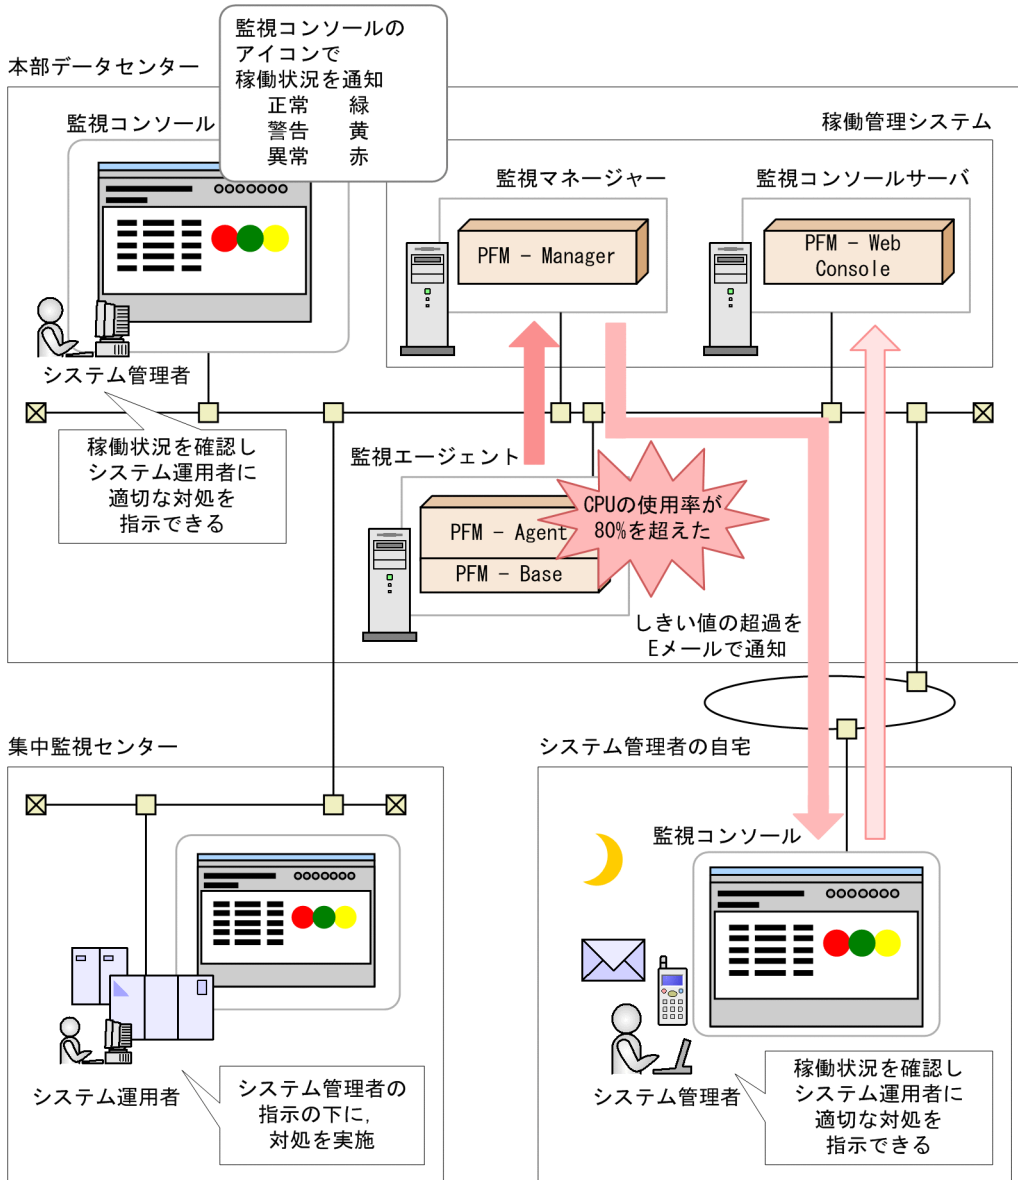 監視コンソールの
アイコンで
稼働状況を通知
正常 緑
警告 黄
異常 赤
本部データセンター
監視コンソール
稼働管理システム
監視マネージャー
監視コンソールサーバ
PFM － Manager
PFM － Web
Console
システム管理者
稼働状況を確認し
システム運用者に
適切な対処を
指示できる
監視エージェント
PFM － Agent
PFM － Base
CPUの使用率が
80%を超えた
しきい値の超過を
Eメールで通知
集中監視センター
システム管理者の自宅
監視コンソール
システム運用者
システム管理者の
指示の下に，
対処を実施
システム管理者
稼働状況を確認し
システム運用者に
適切な対処を
指示できる